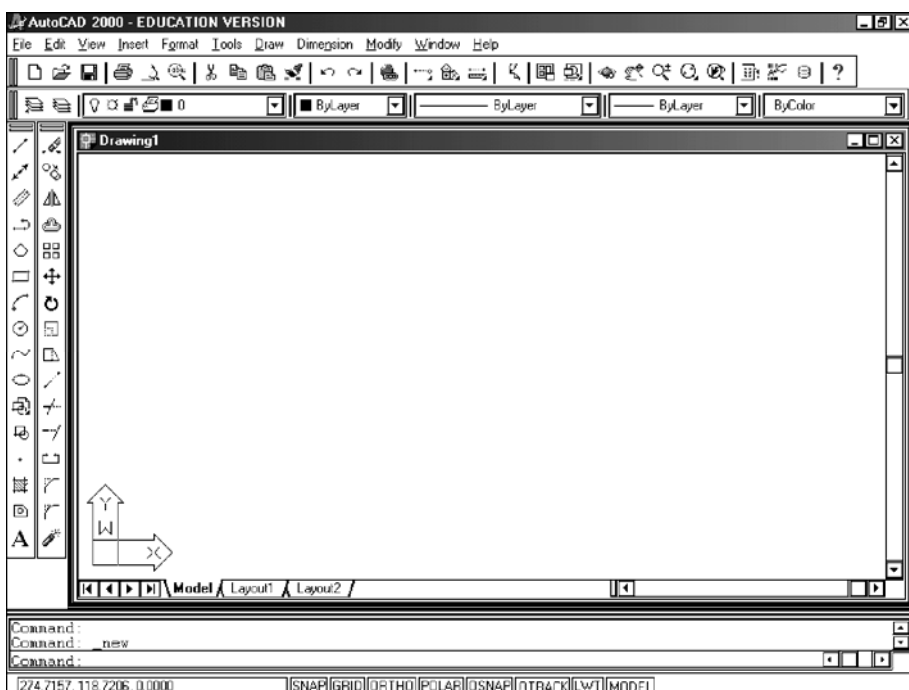 AutoCAD 2000 - EDUCATION VERSION
File Edit View Insert Format Tools Draw Dimension Modify Window Help
0 ByLayer ByLayer ByLayer ByColor
Drawing1
A
Y
W
X
Model Layout1 Layout2
Command:
Command: _new
Command:
274.7157, 118.7206, 0.0000 SNAP GRID ORTHO POLAR OSNAP OTRACK LWT MODEL